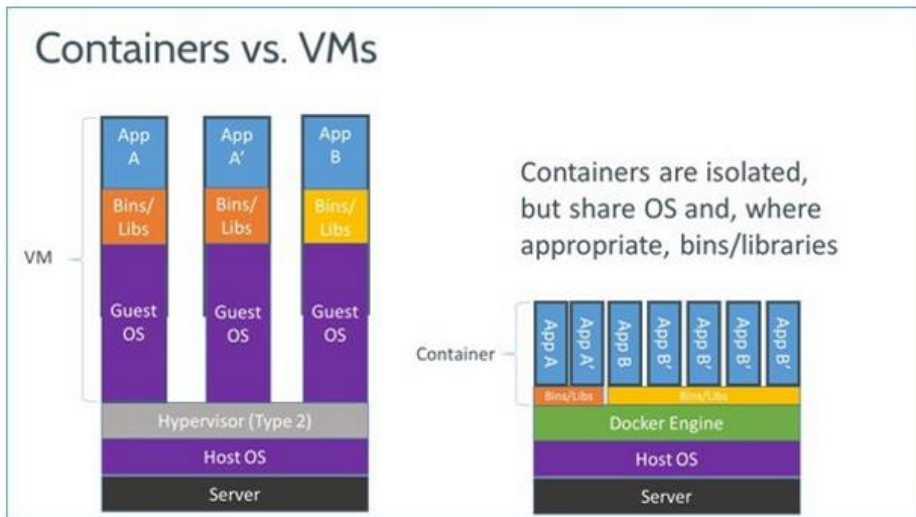 Containers vs. VMs
App
A
App
A'
App
B
Bins/
Libs
Bins/
Libs
Bins/
Libs
VM
Guest
OS
Guest
OS
Guest
OS
Hypervisor (Type 2)
Host OS
Server
Containers are isolated,
but share OS and, where
appropriate, bins/libraries
Container
App A
App A'
App B
App B'
App B'
App B'
App B'
Bins/Libs
Bins/Libs
Docker Engine
Host OS
Server